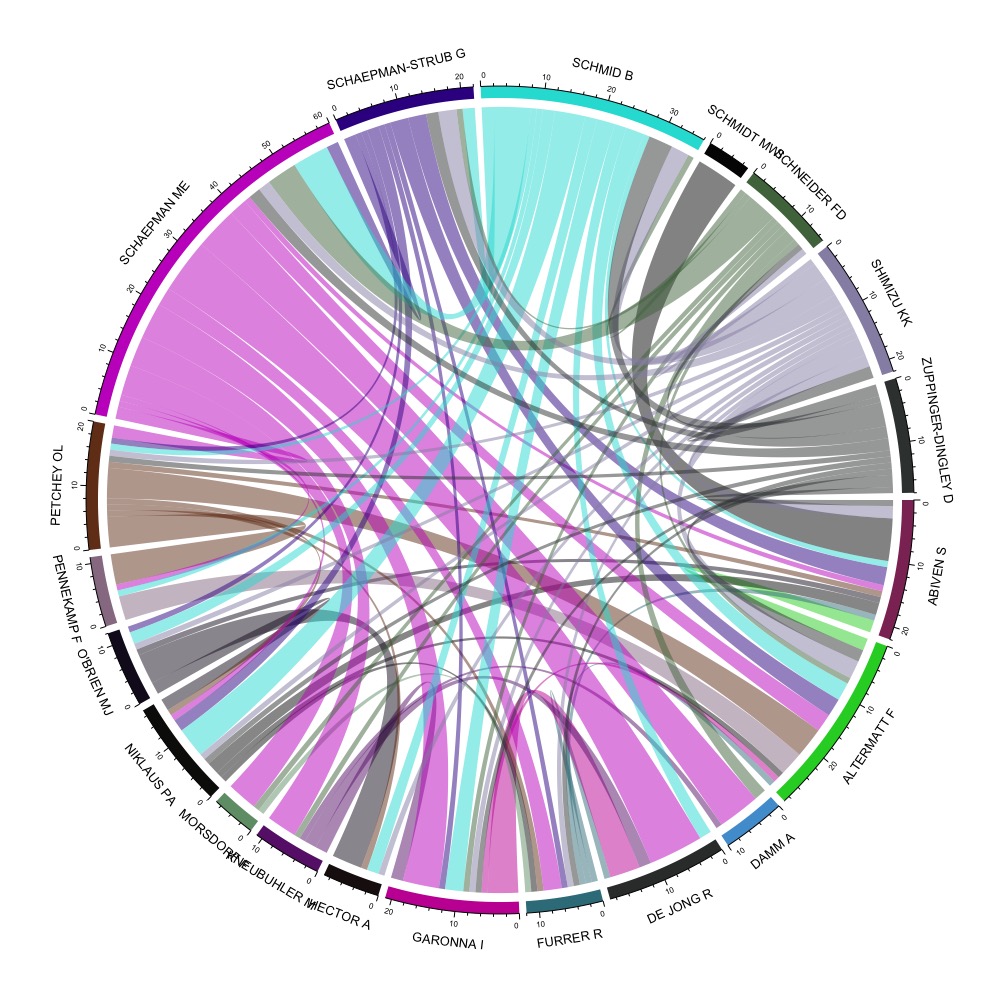 SCHAEPMAN-STRUB G
0 10 20
SCHMID B
0 10 20 30
SCHMIDT MWI
0
SCHNEIDER FD
0 10
SHIMIZU KK
0 10 20
ZUPPINGER-DINGLEY D
0 10
ABIVEN S
0 10 20
ALTERMATT F
0 10 20
DAMM A
0 10
DE JONG R
0 10
FURRER R
0 10
GARONNA I
0 10 20
HECTOR A
0
KNEUBUHLER M
0 10
MORSDORF F
0
NIKLAUS PA
0 10
O'BRIEN MJ
0 10
PENNEKAMP F
0 10
PETCHEY OL
0 10 20
SCHAEPMAN ME
0 10 20 30 40 50 60